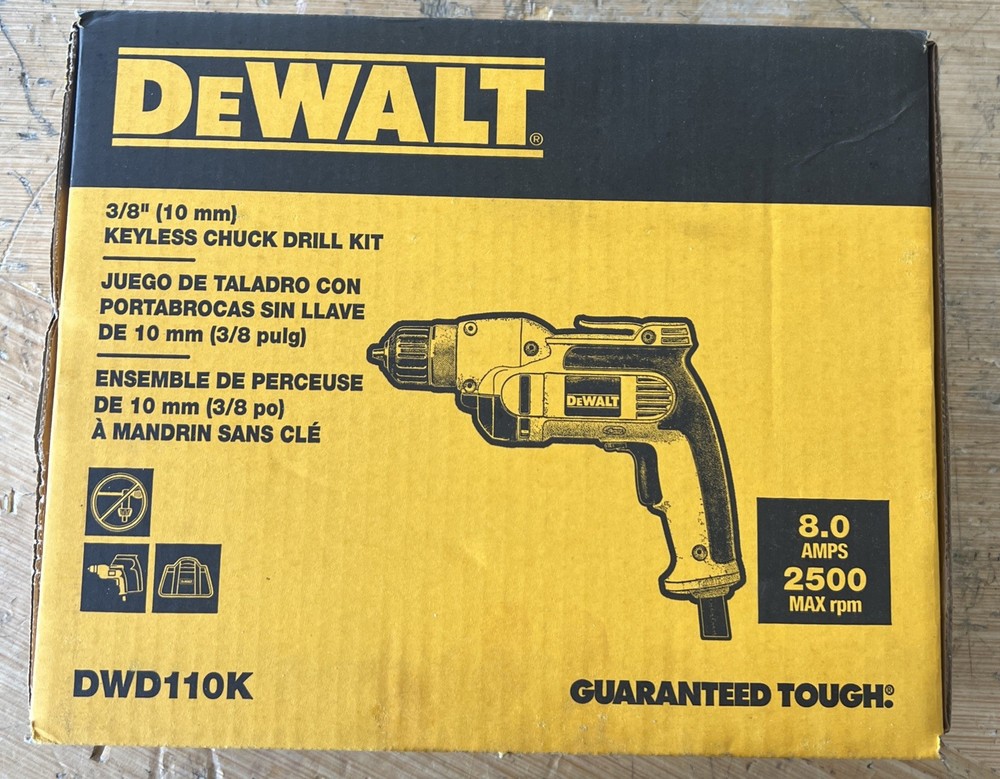 DEWALT®
3/8" (10 mm)
KEYLESS CHUCK DRILL KIT
JUEGO DE TALADRO CON
PORTABROCAS SIN LLAVE
DE 10 mm (3/8 pulg)
ENSEMBLE DE PERCEUSE
DE 10 mm (3/8 po)
À MANDRIN SANS CLÉ
DEWALT
8.0
AMPS
2500
MAX rpm
DWD110K
GUARANTEED TOUGH.®